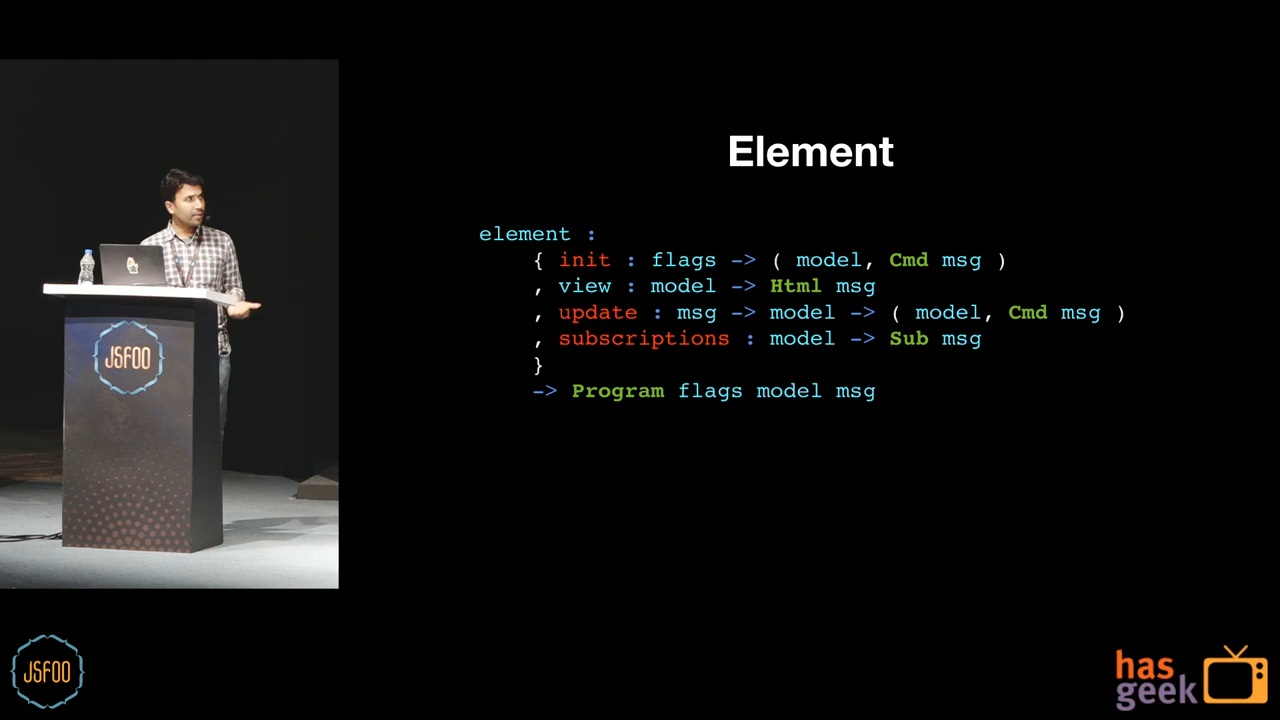 Element
element :
{ init : flags -> ( model, Cmd msg )
, view : model -> Html msg
, update : msg -> model -> ( model, Cmd msg )
, subscriptions : model -> Sub msg
}
-> Program flags model msg
JSFOO
JSFOO
has
geek